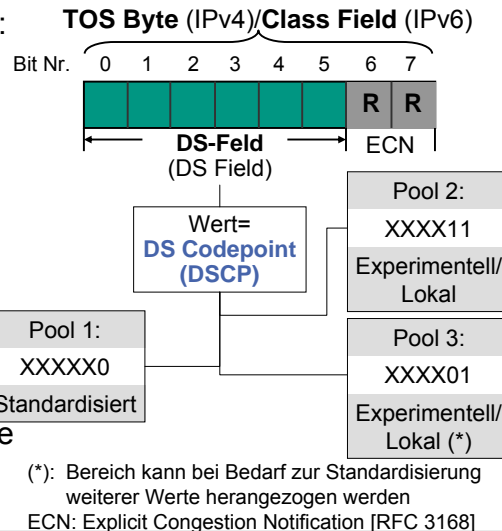 :
TOS Byte (IPv4)/Class Field (IPv6)
Bit Nr. 0 1 2 3 4 5 6 7
R R
DS-Feld
(DS Field)
ECN
Wert=
DS Codepoint
(DSCP)
Pool 2:
XXXX11
Experimentell/
Lokal
Pool 1:
XXXXX0
Standardisiert
e
Pool 3:
XXXX01
Experimentell/
Lokal (*)
(*): Bereich kann bei Bedarf zur Standardisierung
weiterer Werte herangezogen werden
ECN: Explicit Congestion Notification [RFC 3168]